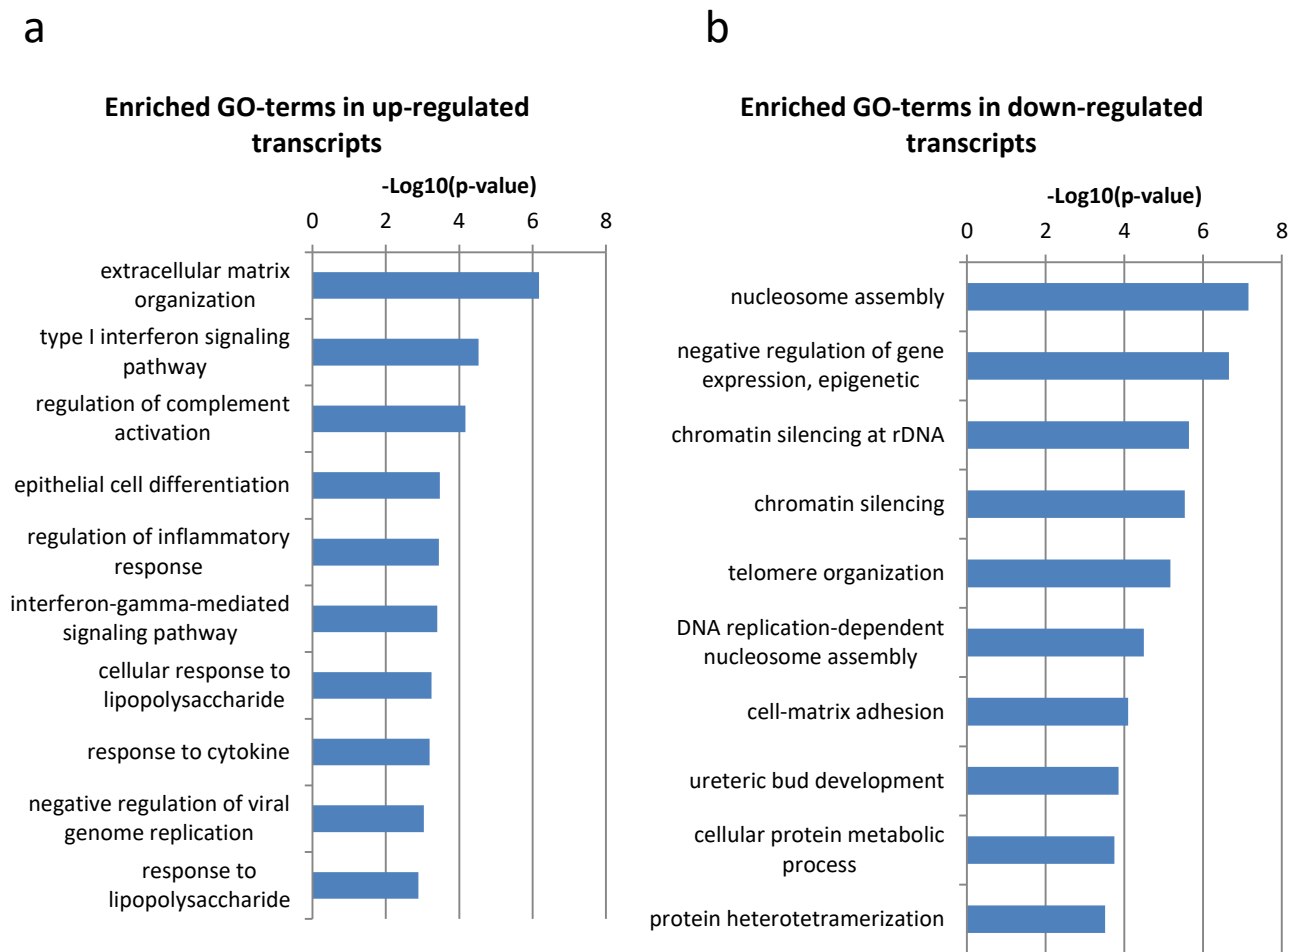 a
Enriched GO-terms in up-regulated
transcripts
-Log10(p-value)
0 2 4 6 8
extracellular matrix
organization
type I interferon signaling
pathway
regulation of complement
activation
epithelial cell differentiation
regulation of inflammatory
response
interferon-gamma-mediated
signaling pathway
cellular response to
lipopolysaccharide
response to cytokine
negative regulation of viral
genome replication
response to
lipopolysaccharide
b
Enriched GO-terms in down-regulated
transcripts
-Log10(p-value)
0 2 4 6 8
nucleosome assembly
negative regulation of gene
expression, epigenetic
chromatin silencing at rDNA
chromatin silencing
telomere organization
DNA replication-dependent
nucleosome assembly
cell-matrix adhesion
ureteric bud development
cellular protein metabolic
process
protein heterotetramerization